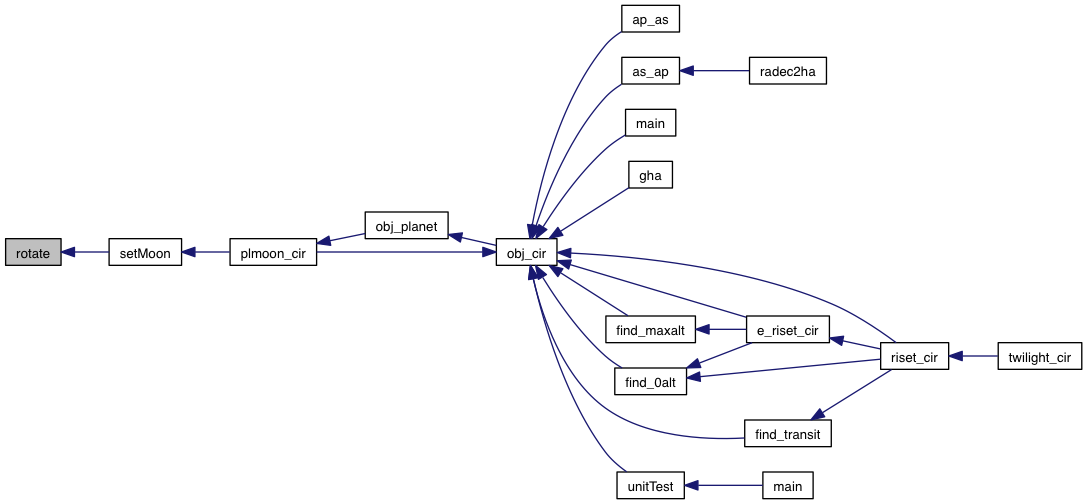 ap_as
as_ap
radec2ha
main
gha
obj_planet
rotate
setMoon
plmoon_cir
obj_cir
find_maxalt
e_riset_cir
riset_cir
twilight_cir
find_0alt
find_transit
unitTest
main